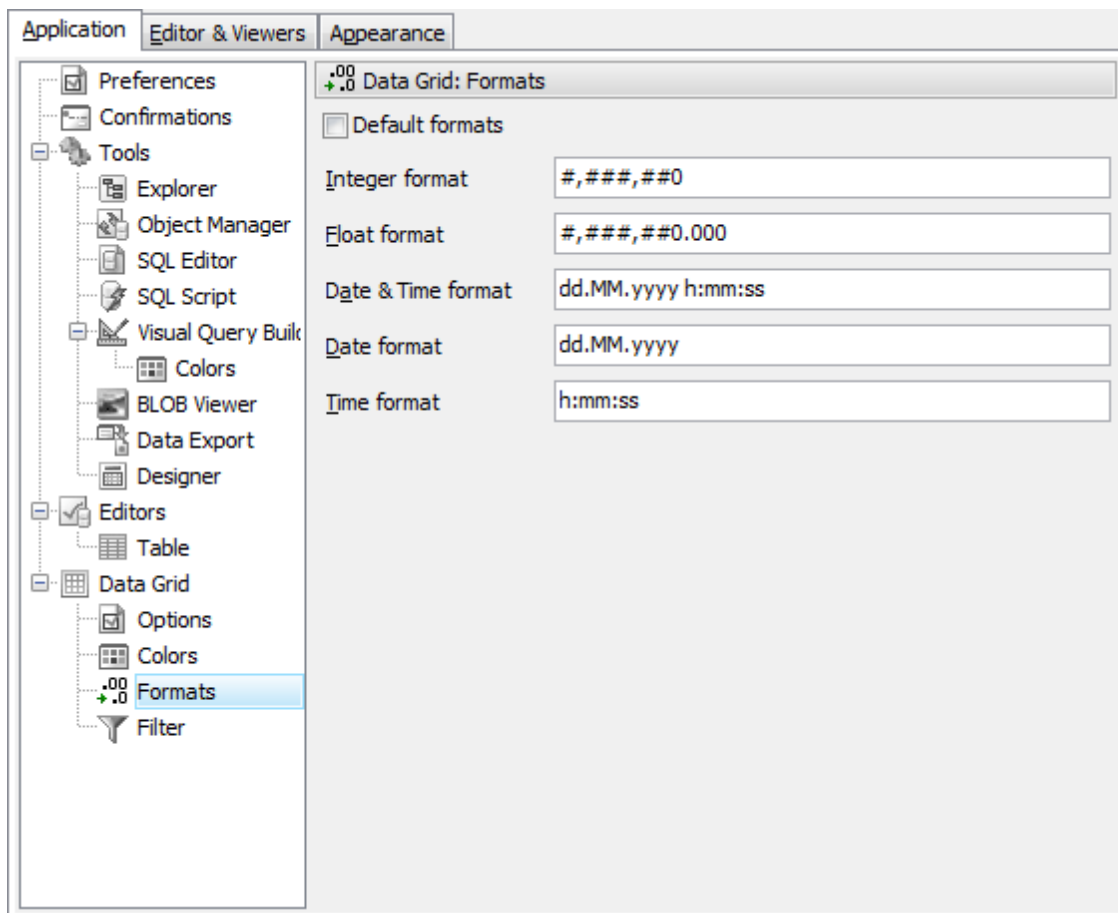 Application
Editor & Viewers
Appearance
Preferences
Confirmations
Tools
Explorer
Object Manager
SQL Editor
SQL Script
Visual Query Build
Colors
BLOB Viewer
Data Export
Designer
Editors
Table
Data Grid
Options
Colors
Formats
Filter
Data Grid: Formats
Default formats
Integer format
#,###,##0
Float format
#,###,##0.000
Date & Time format
dd.MM.yyyy h:mm:ss
Date format
dd.MM.yyyy
Time format
h:mm:ss